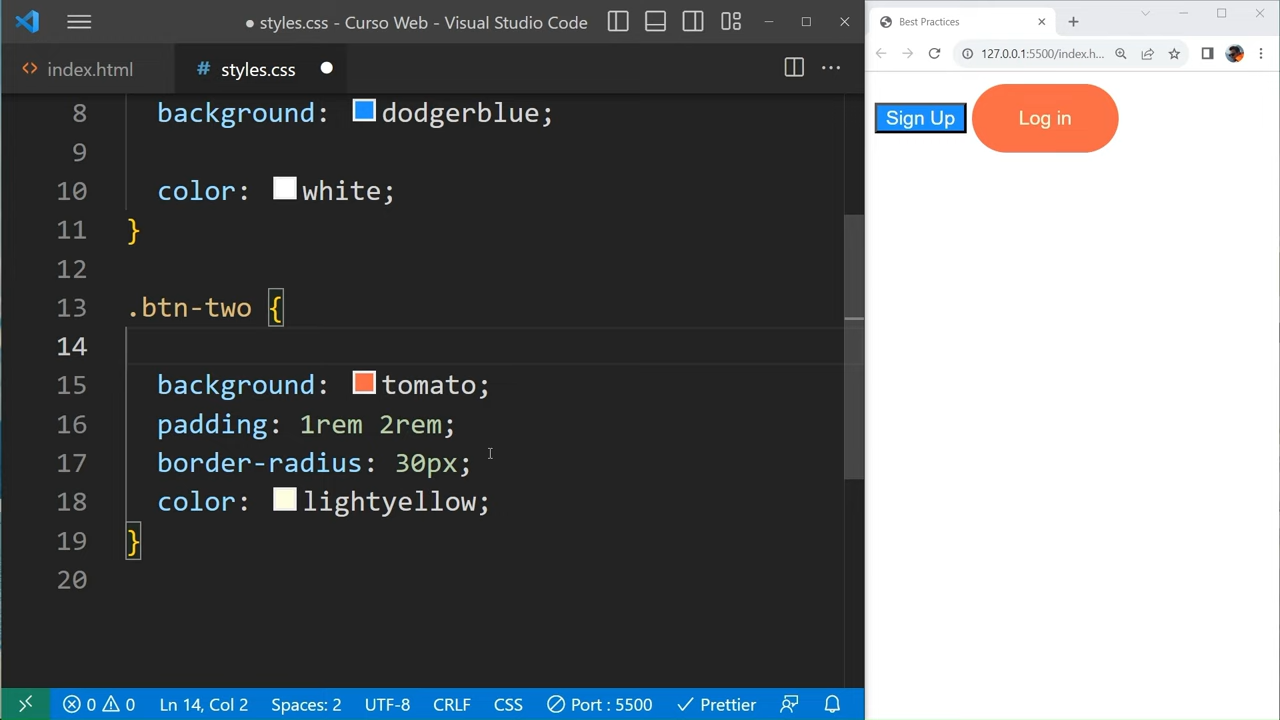 ● styles.css - Curso Web - Visual Studio Code
index.html
# styles.css ●
8 background: dodgerblue;
9
10 color: white;
11 }
12
13 .btn-two {
14
15 background: tomato;
16 padding: 1rem 2rem;
17 border-radius: 30px;
18 color: lightyellow;
19 }
20
0 0 Ln 14, Col 2 Spaces: 2 UTF-8 CRLF CSS Port : 5500 Prettier
Best Practices
127.0.0.1:5500/index.h...
Sign Up Log in